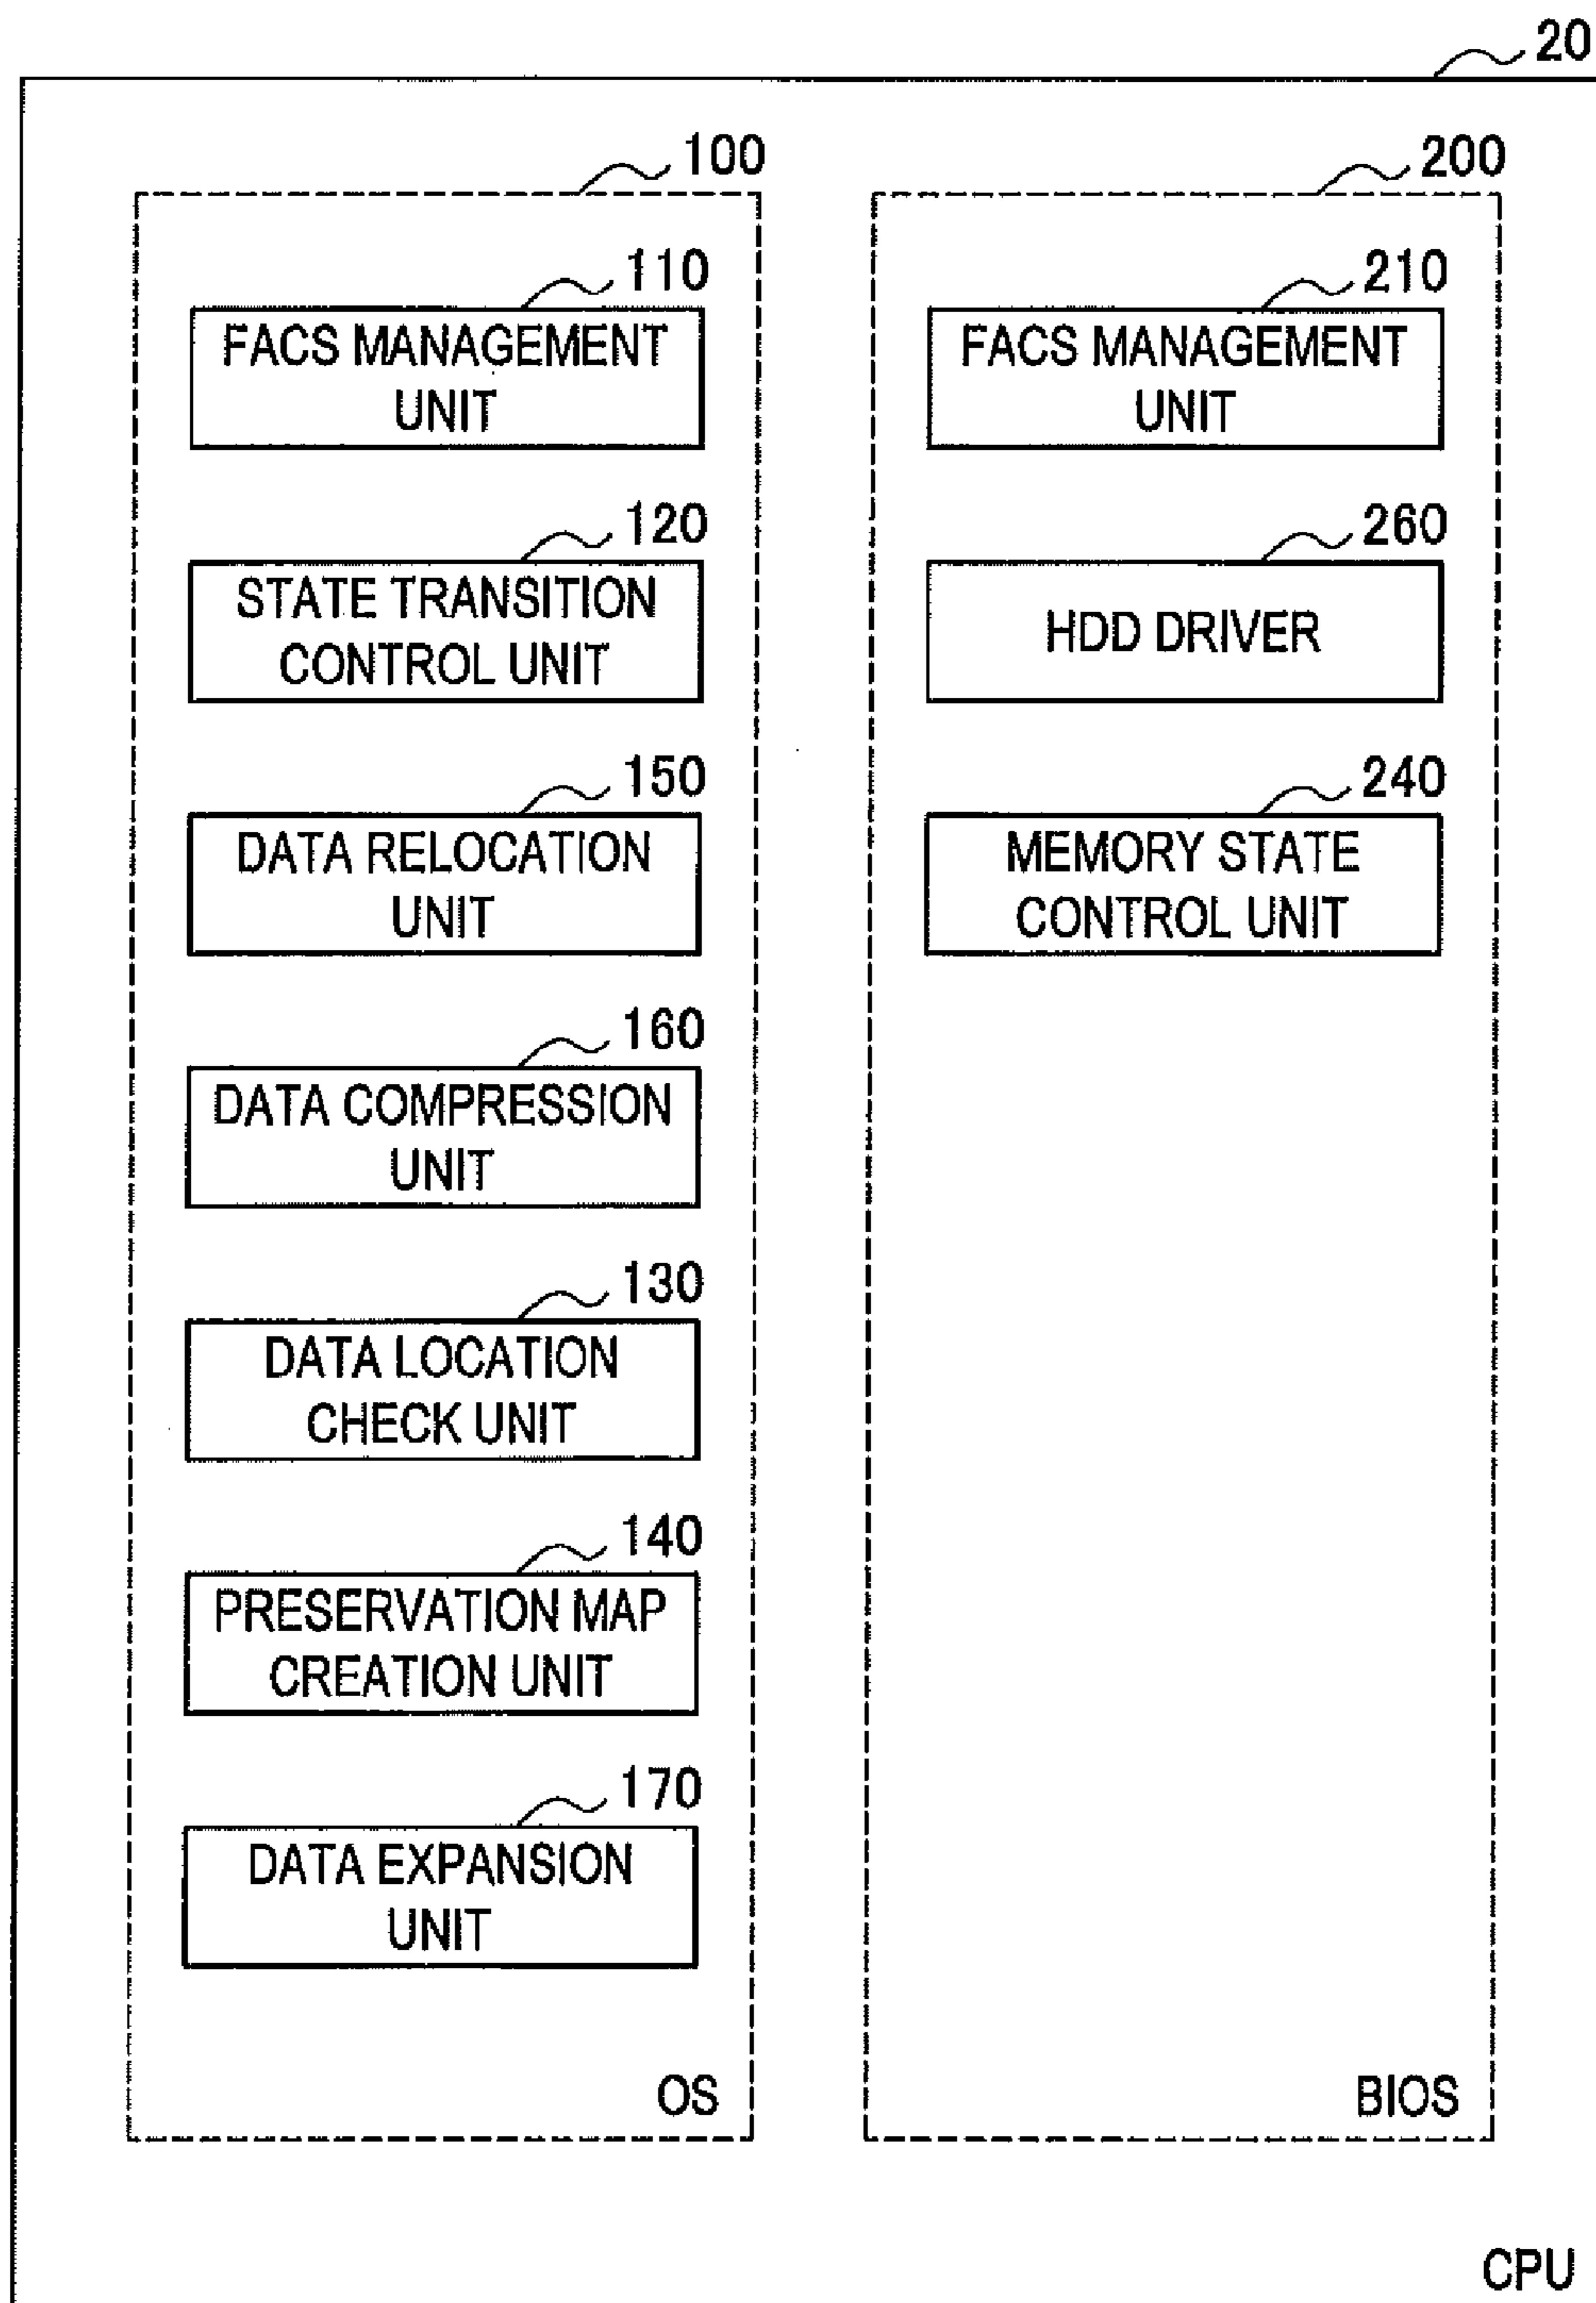 20
100
110
FACS MANAGEMENT
UNIT
120
STATE TRANSITION
CONTROL UNIT
150
DATA RELOCATION
UNIT
160
DATA COMPRESSION
UNIT
130
DATA LOCATION
CHECK UNIT
140
PRESERVATION MAP
CREATION UNIT
170
DATA EXPANSION
UNIT
OS
200
210
FACS MANAGEMENT
UNIT
260
HDD DRIVER
240
MEMORY STATE
CONTROL UNIT
BIOS
CPU